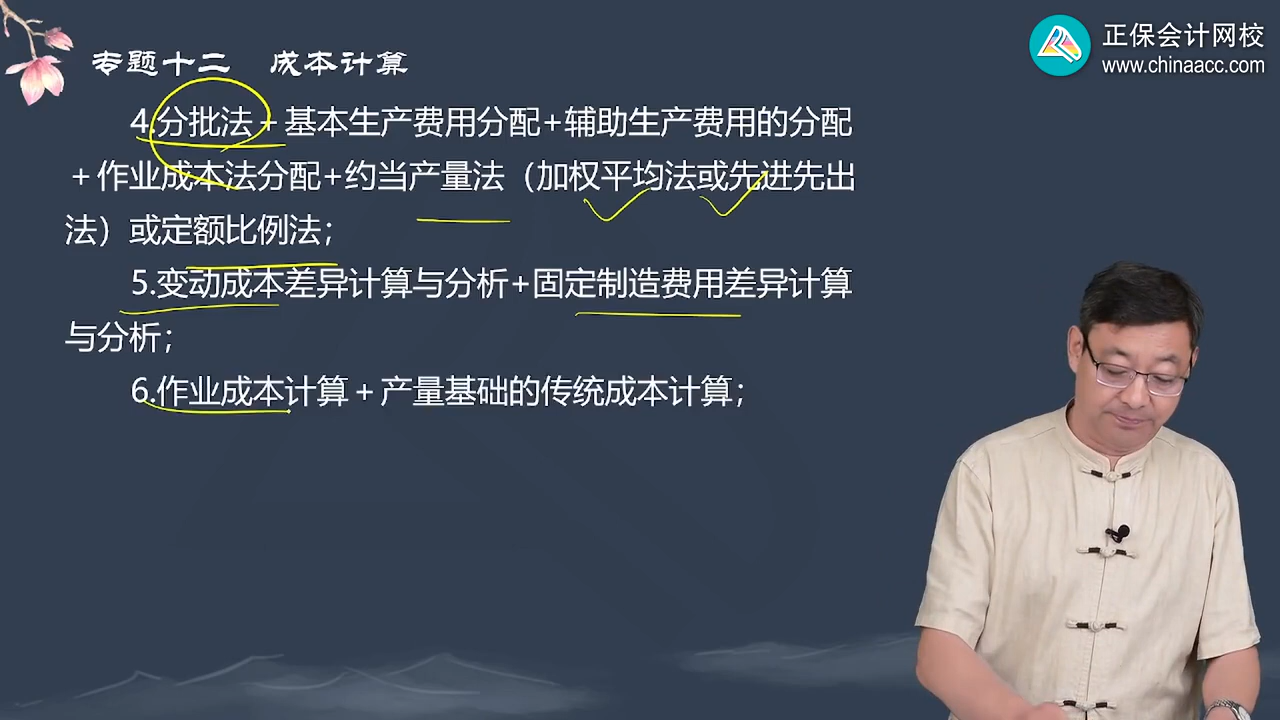 正保会计网校
www.chinaacc.com
专题十二 成本计算
4.分批法+基本生产费用分配+辅助生产费用的分配
+作业成本法分配+约当产量法（加权平均法或先进先出
法）或定额比例法；
5.变动成本差异计算与分析+固定制造费用差异计算
与分析；
6.作业成本计算+产量基础的传统成本计算；